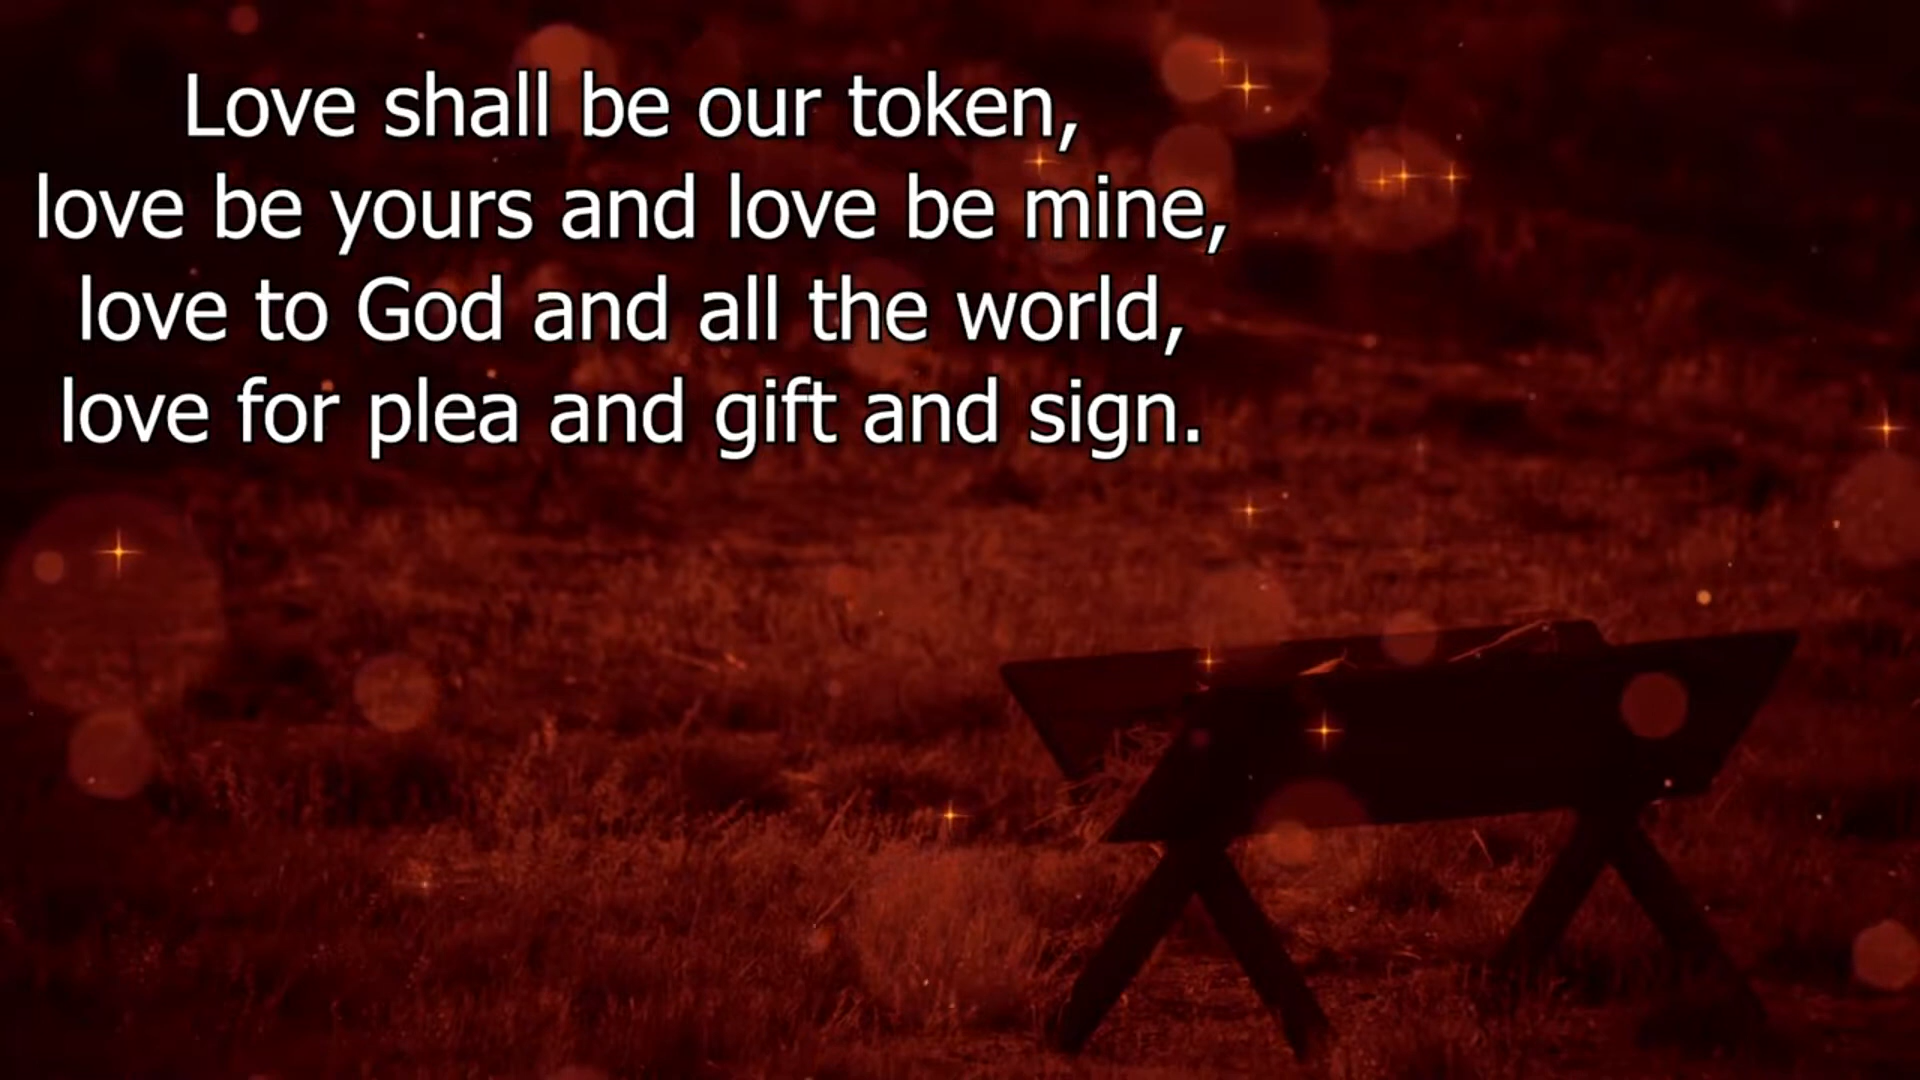 Love shall be our token,
love be yours and love be mine,
love to God and all the world,
love for plea and gift and sign.